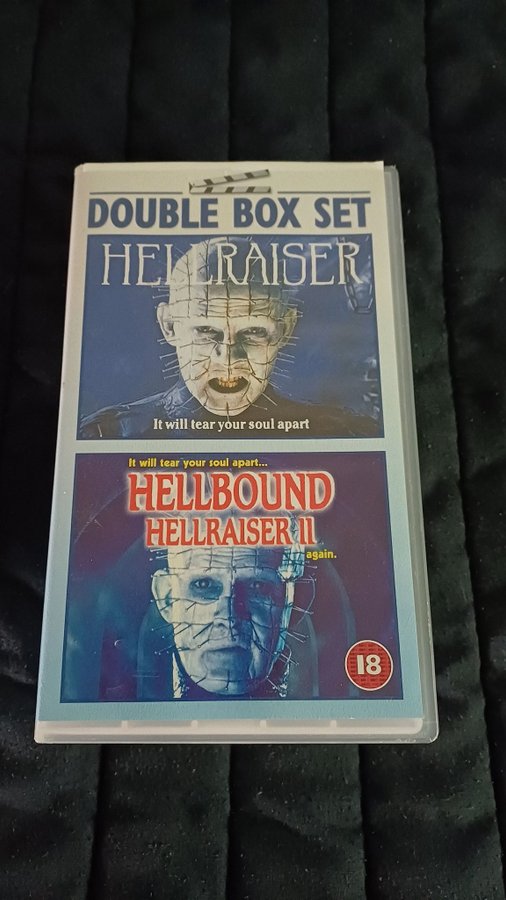 DOUBLE BOX SET
HELLRAISER
It will tear your soul apart
It will tear your soul apart...
HELLBOUND
HELLRAISER II
again.
18